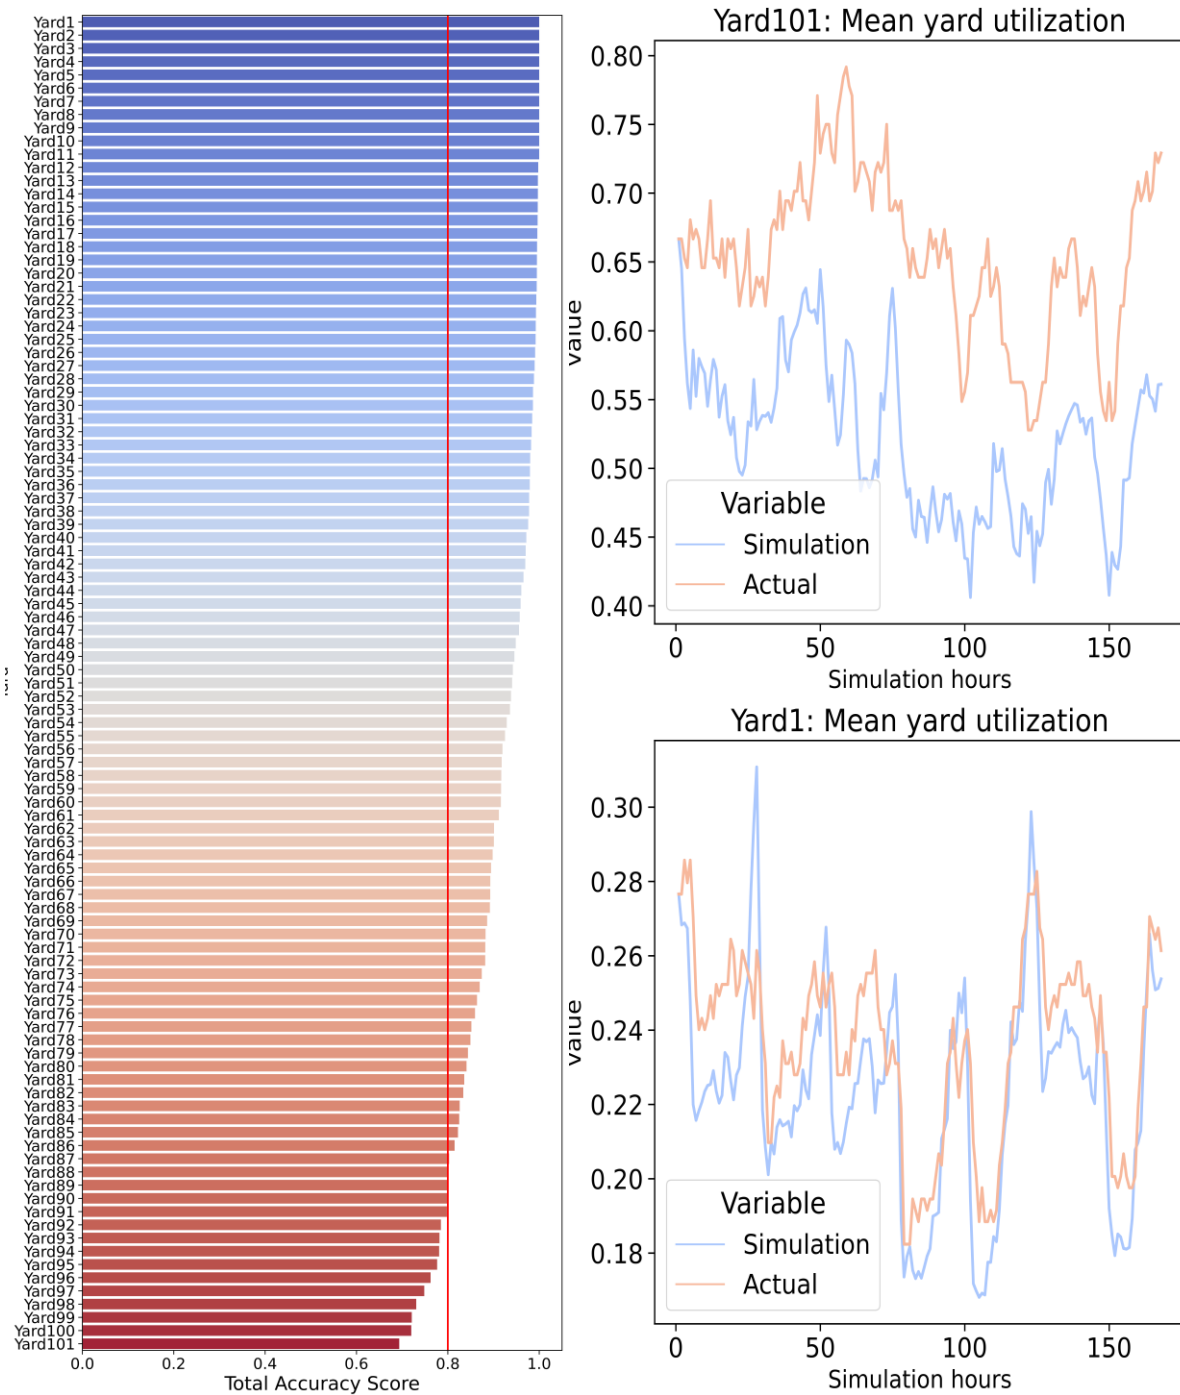 Yard1
Yard2
Yard3
Yard4
Yard5
Yard6
Yard7
Yard8
Yard9
Yard10
Yard11
Yard12
Yard13
Yard14
Yard15
Yard16
Yard17
Yard18
Yard19
Yard20
Yard21
Yard22
Yard23
Yard24
Yard25
Yard26
Yard27
Yard28
Yard29
Yard30
Yard31
Yard32
Yard33
Yard34
Yard35
Yard36
Yard37
Yard38
Yard39
Yard40
Yard41
Yard42
Yard43
Yard44
Yard45
Yard46
Yard47
Yard48
Yard49
Yard50
Yard51
Yard52
Yard53
Yard54
Yard55
Yard56
Yard57
Yard58
Yard59
Yard60
Yard61
Yard62
Yard63
Yard64
Yard65
Yard66
Yard67
Yard68
Yard69
Yard70
Yard71
Yard72
Yard73
Yard74
Yard75
Yard76
Yard77
Yard78
Yard79
Yard80
Yard81
Yard82
Yard83
Yard84
Yard85
Yard86
Yard87
Yard88
Yard89
Yard90
Yard91
Yard92
Yard93
Yard94
Yard95
Yard96
Yard97
Yard98
Yard99
Yard100
Yard101
0.0 0.2 0.4 0.6 0.8 1.0
Total Accuracy Score
Yard101: Mean yard utilization
0.80
0.75
0.70
0.65
0.60
0.55
0.50
0.45
0.40
value
Variable
Simulation
Actual
0 50 100 150
Simulation hours
Yard1: Mean yard utilization
0.30
0.28
0.26
0.24
0.22
0.20
0.18
value
Variable
Simulation
Actual
0 50 100 150
Simulation hours